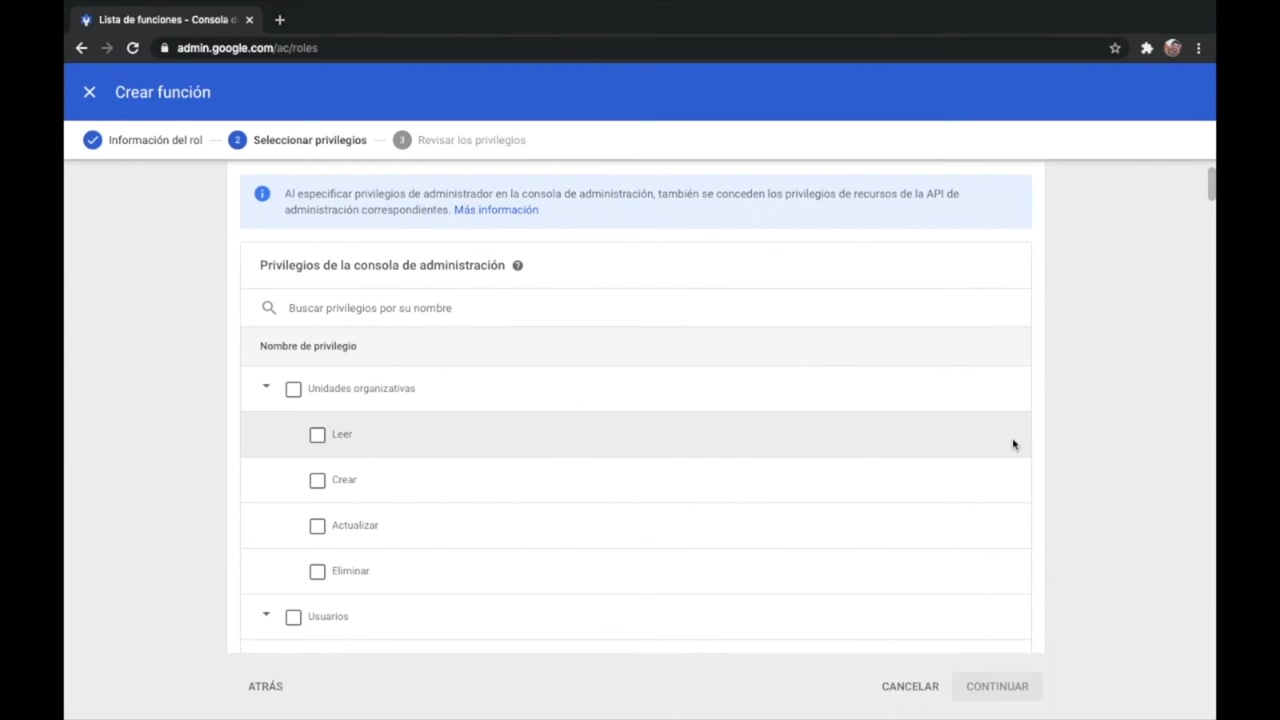 Lista de funciones - Consola d
admin.google.com/ac/roles
Crear función
Información del rol
2 Seleccionar privilegios
3 Revisar los privilegios
Al especificar privilegios de administrador en la consola de administración, también se conceden los privilegios de recursos de la API de
administración correspondientes. Más información
Privilegios de la consola de administración
Buscar privilegios por su nombre
Nombre de privilegio
Unidades organizativas
Leer
Crear
Actualizar
Eliminar
Usuarios
ATRÁS
CANCELAR
CONTINUAR